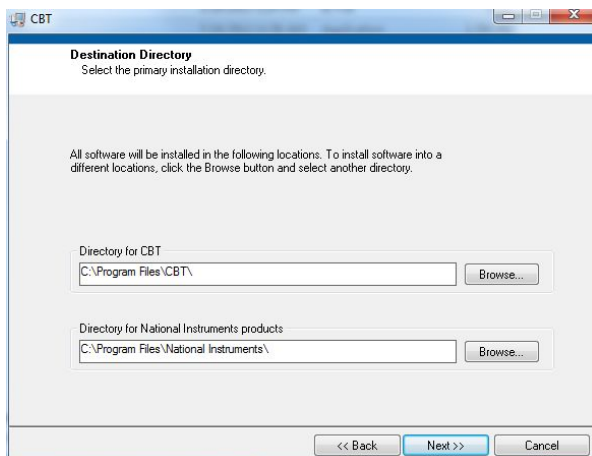 CBT
Destination Directory
Select the primary installation directory.
All software will be installed in the following locations. To install software into a
different locations, click the Browse button and select another directory.
Directory for CBT
C:\Program Files\CBT\
Browse...
Directory for National Instruments products
C:\Program Files\National Instruments\
Browse...
<< Back
Next >>
Cancel